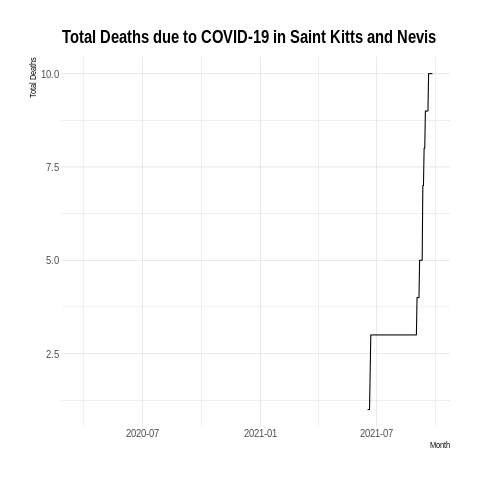 Total Deaths due to COVID-19 in Saint Kitts and Nevis
Total Deaths
10.0
7.5
5.0
2.5
2020-07
2021-01
2021-07
Month